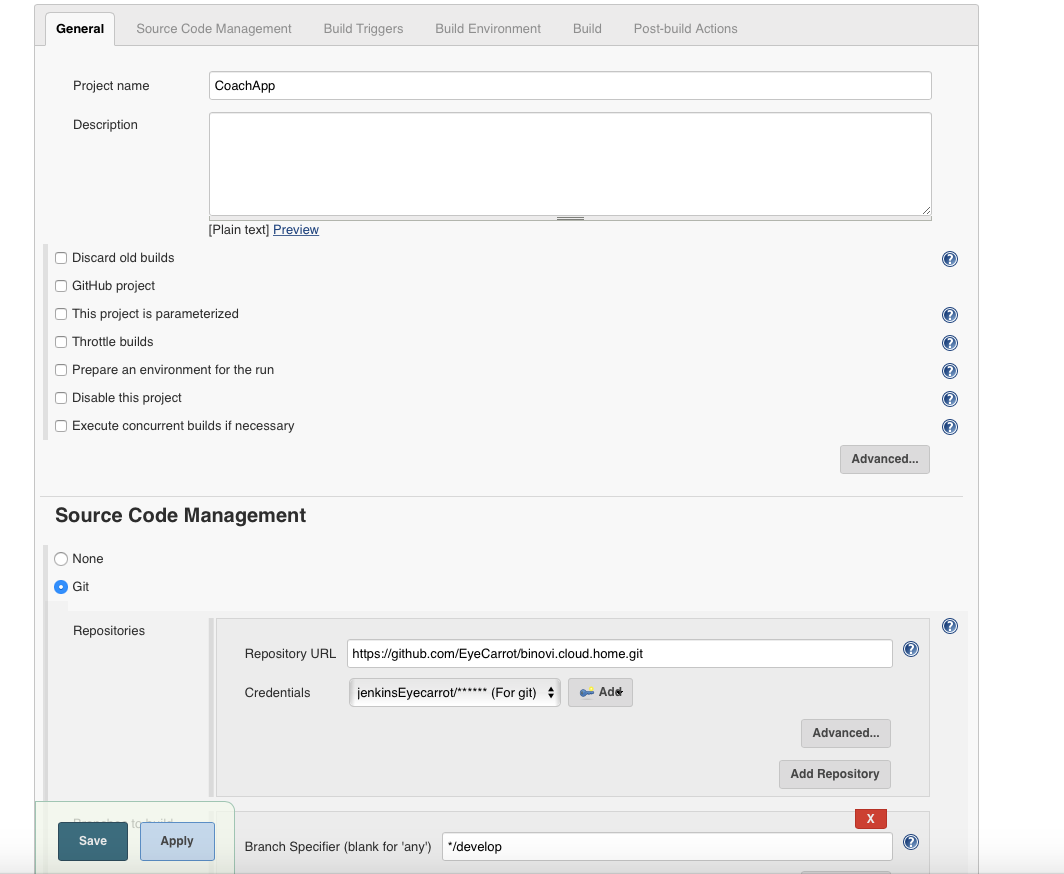 General Source Code Management Build Triggers Build Environment Build Post-build Actions
Project name CoachApp
Description
[Plain text] Preview
Discard old builds ?
GitHub project
This project is parameterized ?
Throttle builds ?
Prepare an environment for the run ?
Disable this project ?
Execute concurrent builds if necessary ?
Advanced...
Source Code Management
None
Git
Repositories ?
Repository URL https://github.com/EyeCarrot/binovi.cloud.home.git ?
Credentials jenkinsEyecarrot/****** (For git) Add
Advanced...
Add Repository
Branches to build X
Save Apply Branch Specifier (blank for 'any') */develop ?